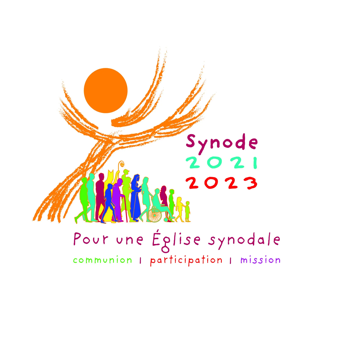 Synode
2021
2023
Pour une Église synodale
communion | participation | mission